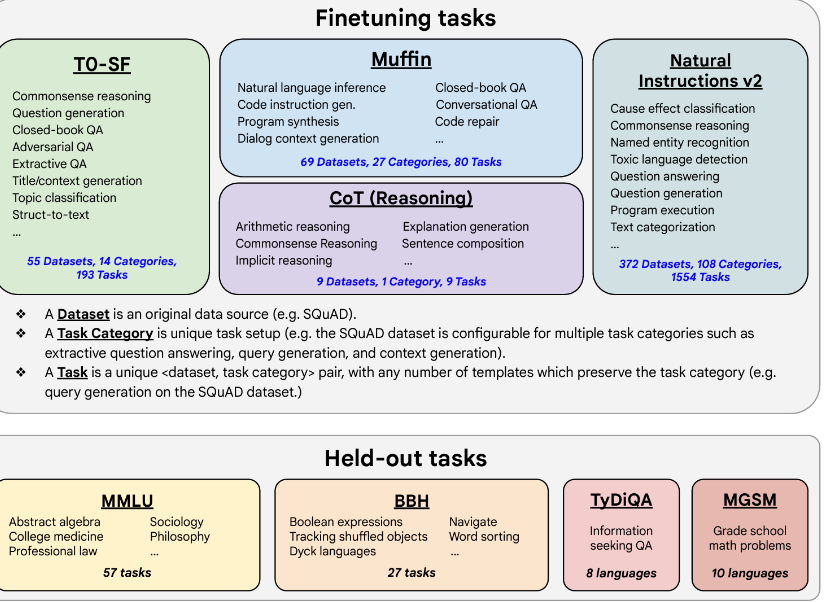 Finetuning tasks
T0-SF
Commonsense reasoning
Question generation
Closed-book QA
Adversarial QA
Extractive QA
Title/context generation
Topic classification
Struct-to-text
...
55 Datasets, 14 Categories,
193 Tasks
Muffin
Natural language inference
Code instruction gen.
Program synthesis
Dialog context generation
Closed-book QA
Conversational QA
Code repair
...
69 Datasets, 27 Categories, 80 Tasks
CoT (Reasoning)
Arithmetic reasoning
Commonsense Reasoning
Implicit reasoning
Explanation generation
Sentence composition
...
9 Datasets, 1 Category, 9 Tasks
Natural
Instructions v2
Cause effect classification
Commonsense reasoning
Named entity recognition
Toxic language detection
Question answering
Question generation
Program execution
Text categorization
...
372 Datasets, 108 Categories,
1554 Tasks
❖ A Dataset is an original data source (e.g. SQuAD).
❖ A Task Category is unique task setup (e.g. the SQuAD dataset is configurable for multiple task categories such as
extractive question answering, query generation, and context generation).
❖ A Task is a unique <dataset, task category> pair, with any number of templates which preserve the task category (e.g.
query generation on the SQuAD dataset.)
Held-out tasks
MMLU
Abstract algebra
College medicine
Professional law
Sociology
Philosophy
...
57 tasks
BBH
Boolean expressions
Tracking shuffled objects
Dyck languages
Navigate
Word sorting
...
27 tasks
TyDiQA
Information
seeking QA
8 languages
MGSM
Grade school
math problems
10 languages